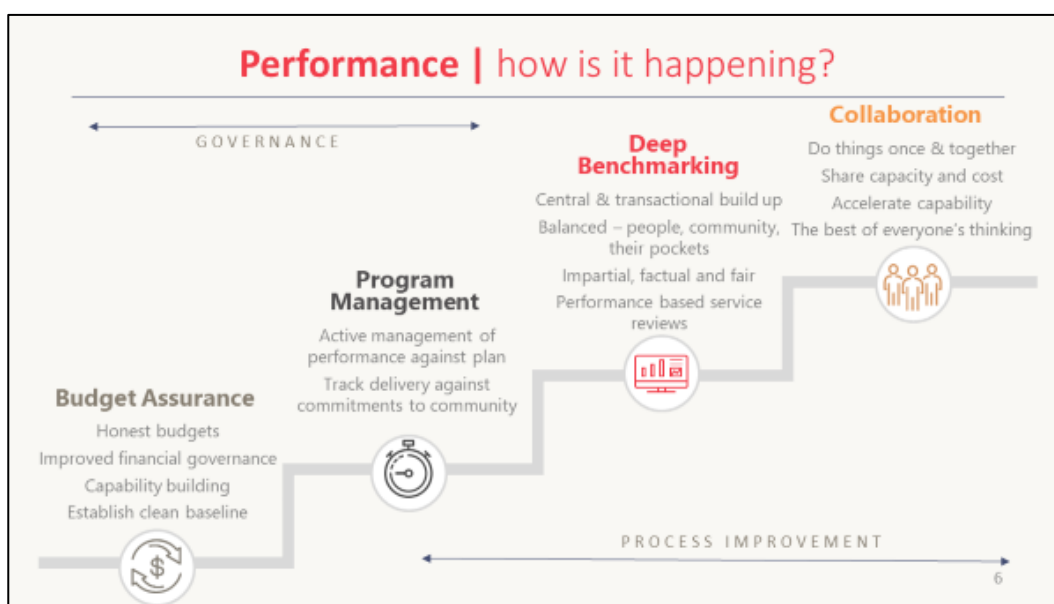 Performance | how is it happening?
GOVERNANCE
Budget Assurance
Honest budgets
Improved financial governance
Capability building
Establish clean baseline
$
Program
Management
Active management of
performance against plan
Track delivery against
commitments to community
Deep
Benchmarking
Central & transactional build up
Balanced – people, community,
their pockets
Impartial, factual and fair
Performance based service
reviews
Collaboration
Do things once & together
Share capacity and cost
Accelerate capability
The best of everyone's thinking
PROCESS IMPROVEMENT
6